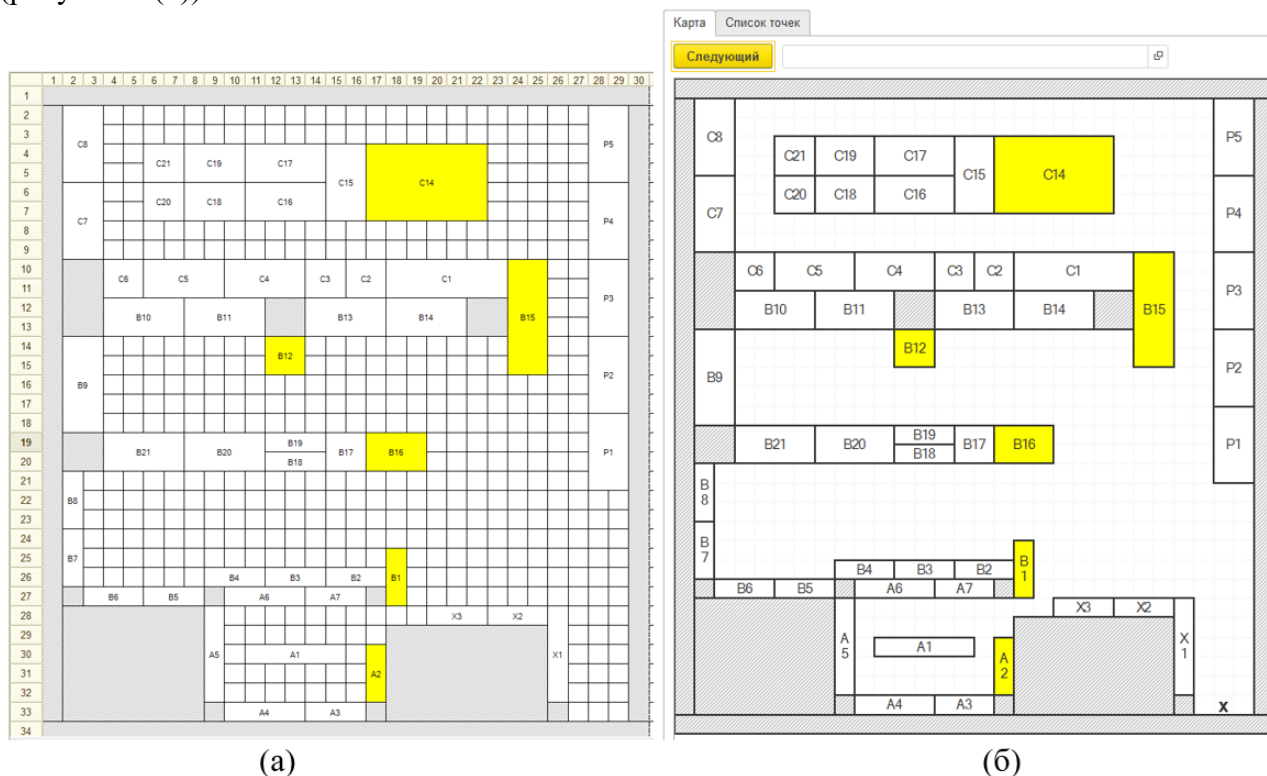 Карта Список точек
Следующий
1 2 3 4 5 6 7 8 9 10 11 12 13 14 15 16 17 18 19 20 21 22 23 24 25 26 27 28 29 30
1
2
3
4
5
6
7
8
9
10
11
12
13
14
15
16
17
18
19
20
21
22
23
24
25
26
27
28
29
30
31
32
33
34
C8 P5
C21 C19 C17 C15 C14
C20 C18 C16
C7 P4
C6 C5 C4 C3 C2 C1
P3
B10 B11 B13 B14 B15
B12
B9 P2
B19
B21 B20 B17 B16 P1
B18
B8
B7
B4 B3 B2 B1
B6 B5 A6 A7
X3 X2
A5 A1 X1
A2
A4 A3
(а)
C8 P5
C21 C19 C17 C15 C14
C20 C18 C16
C7 P4
C6 C5 C4 C3 C2 C1
P3
B10 B11 B13 B14 B15
B12
B9 P2
B19
B21 B20 B17 B16 P1
B18
B8
B7
B4 B3 B2 B1
B6 B5 A6 A7
X3 X2
A5 A1 X1
A2
A4 A3 X
(б)